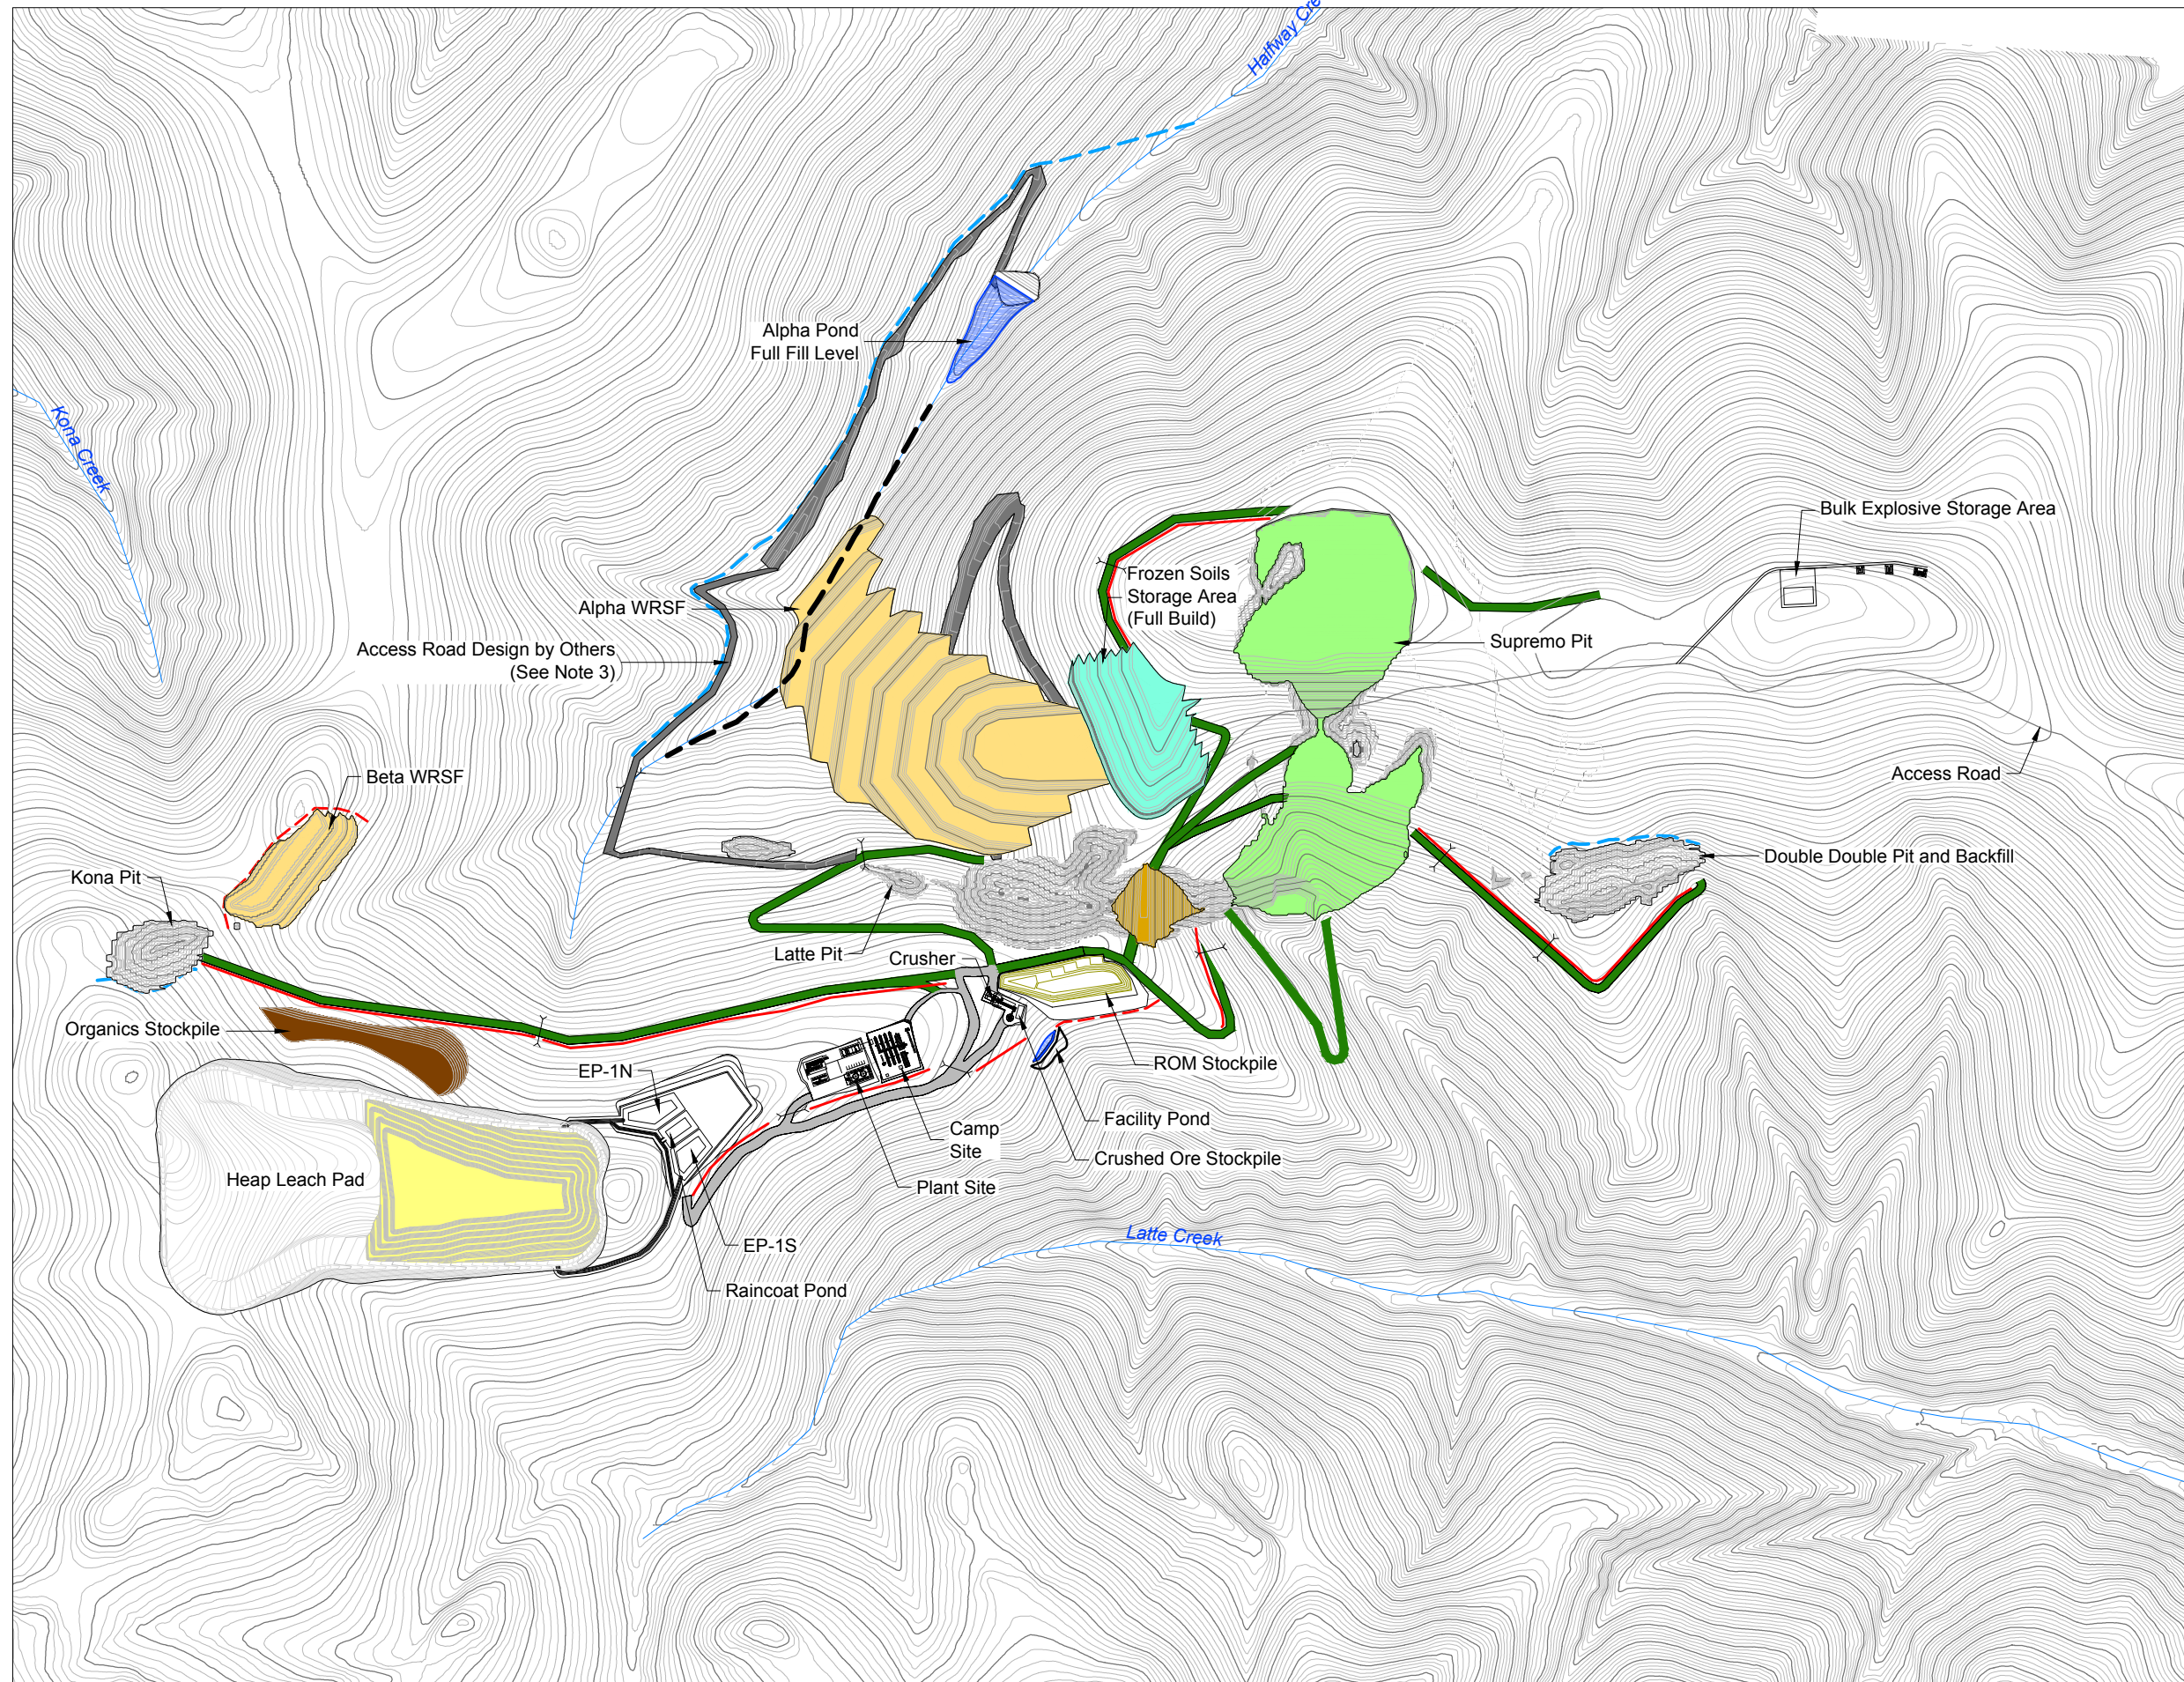 Halfway Cre
Alpha Pond
Full Fill Level
Kona Creek
Bulk Explosive Storage Area
Frozen Soils
Storage Area
(Full Build)
Alpha WRSF
Supremo Pit
Access Road Design by Others
(See Note 3)
Access Road
Beta WRSF
Double Double Pit and Backfill
Kona Pit
Latte Pit
Crusher
Organics Stockpile
ROM Stockpile
EP-1N
Facility Pond
Camp
Site
Crushed Ore Stockpile
Heap Leach Pad
Plant Site
Latte Creek
EP-1S
Raincoat Pond